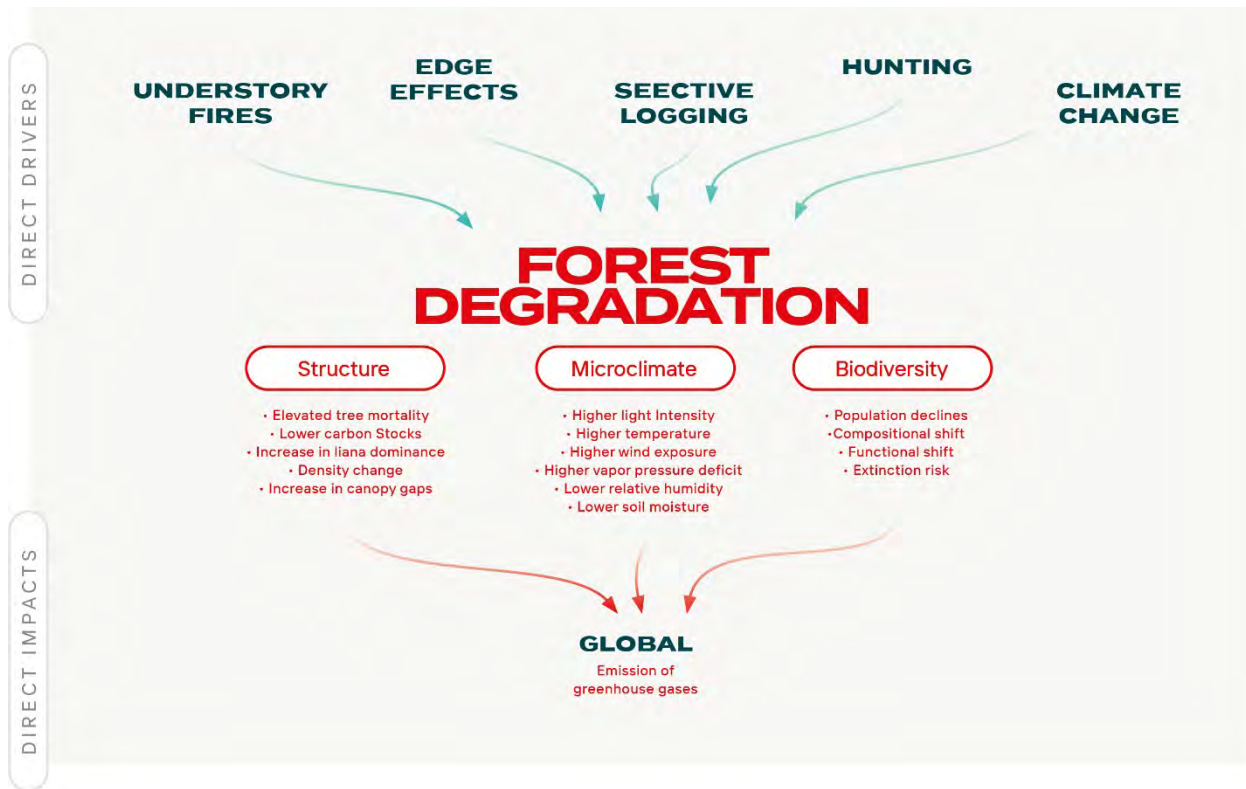 DIRECT DRIVERS
UNDERSTORY
FIRES
EDGE
EFFECTS
SEECTIVE
LOGGING
HUNTING
CLIMATE
CHANGE
FOREST
DEGRADATION
Structure
• Elevated tree mortality
• Lower carbon Stocks
• Increase in liana dominance
• Density change
• Increase in canopy gaps
Microclimate
• Higher light Intensity
• Higher temperature
• Higher wind exposure
• Higher vapor pressure deficit
• Lower relative humidity
• Lower soil moisture
Biodiversity
• Population declines
•Compositional shift
• Functional shift
• Extinction risk
DIRECT IMPACTS
GLOBAL
Emission of
greenhouse gases